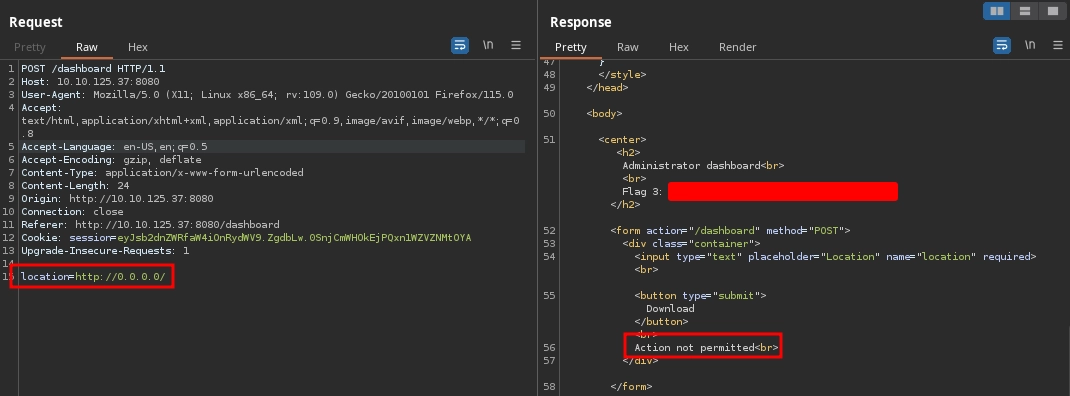 Request
Pretty Raw Hex
\n
1 POST /dashboard HTTP/1.1
2 Host: 10.10.125.37:8080
3 User-Agent: Mozilla/5.0 (X11; Linux x86_64; rv:109.0) Gecko/20100101 Firefox/115.0
4 Accept:
text/html,application/xhtml+xml,application/xml;q=0.9,image/avif,image/webp,*/*;q=0
.8
5 Accept-Language: en-US,en;q=0.5
6 Accept-Encoding: gzip, deflate
7 Content-Type: application/x-www-form-urlencoded
8 Content-Length: 24
9 Origin: http://10.10.125.37:8080
10 Connection: close
11 Referer: http://10.10.125.37:8080/dashboard
12 Cookie: session=eyJsb2dnZWRfaW4iOnRydWV9.ZgdbLw.0SnjCmWHOkEjPQxn1WZVZNMtOYA
13 Upgrade-Insecure-Requests: 1
14
15 location=http://0.0.0.0/
Response
Pretty Raw Hex Render
\n
47 }
48 </style>
49 </head>
50 <body>
51 <center>
<h2>
Administrator dashboard<br>
<br>
Flag 3:
</h2>
52 <form action="/dashboard" method="POST">
53 <div class="container">
54 <input type="text" placeholder="Location" name="location" required>
<br>
55 <button type="submit">
Download
</button>
<br>
56 Action not permitted<br>
57 </div>
58 </form>